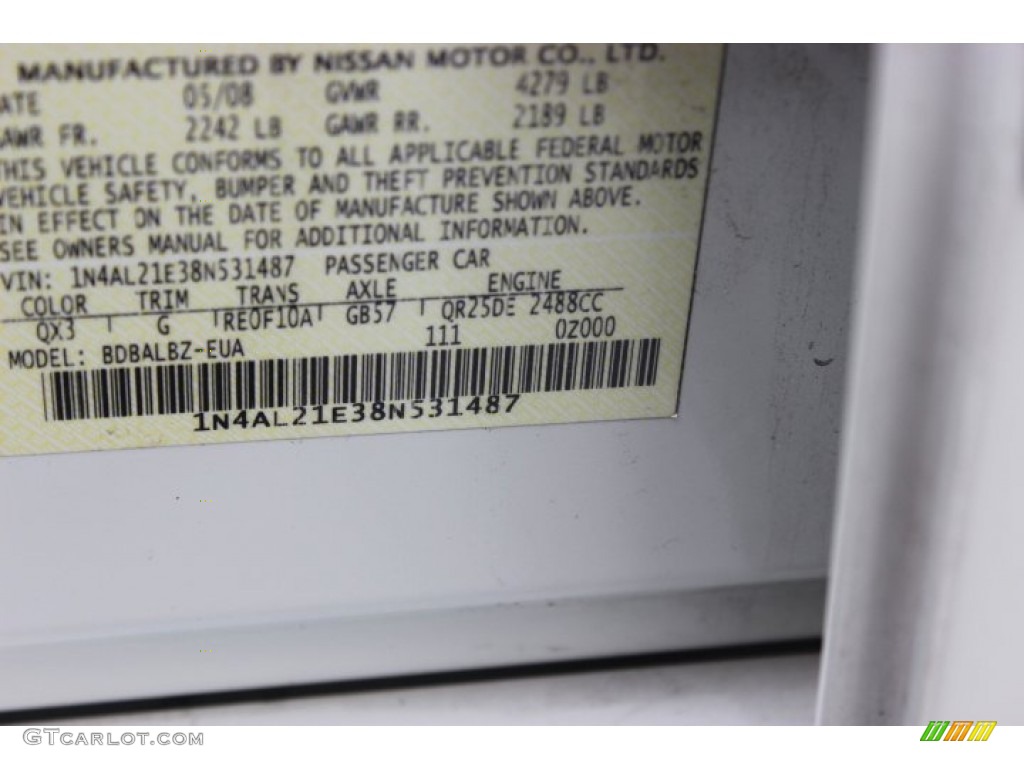 MANUFACTURED BY NISSAN MOTOR CO., LTD.
ATE 05/08 GVWR 4279 LB
GAWR FR. 2242 LB GAWR RR. 2189 LB
THIS VEHICLE CONFORMS TO ALL APPLICABLE FEDERAL MOTOR
VEHICLE SAFETY, BUMPER AND THEFT PREVENTION STANDARDS
IN EFFECT ON THE DATE OF MANUFACTURE SHOWN ABOVE.
SEE OWNERS MANUAL FOR ADDITIONAL INFORMATION.
VIN: 1N4AL21E38N531487 PASSENGER CAR
COLOR TRIM TRANS AXLE ENGINE
QX3 G RE0F10A GB57 QR25DE 2488CC
111 0Z000
MODEL: BDBALBZ-EUA
1N4AL21E38N531487
GTCARLOT.COM